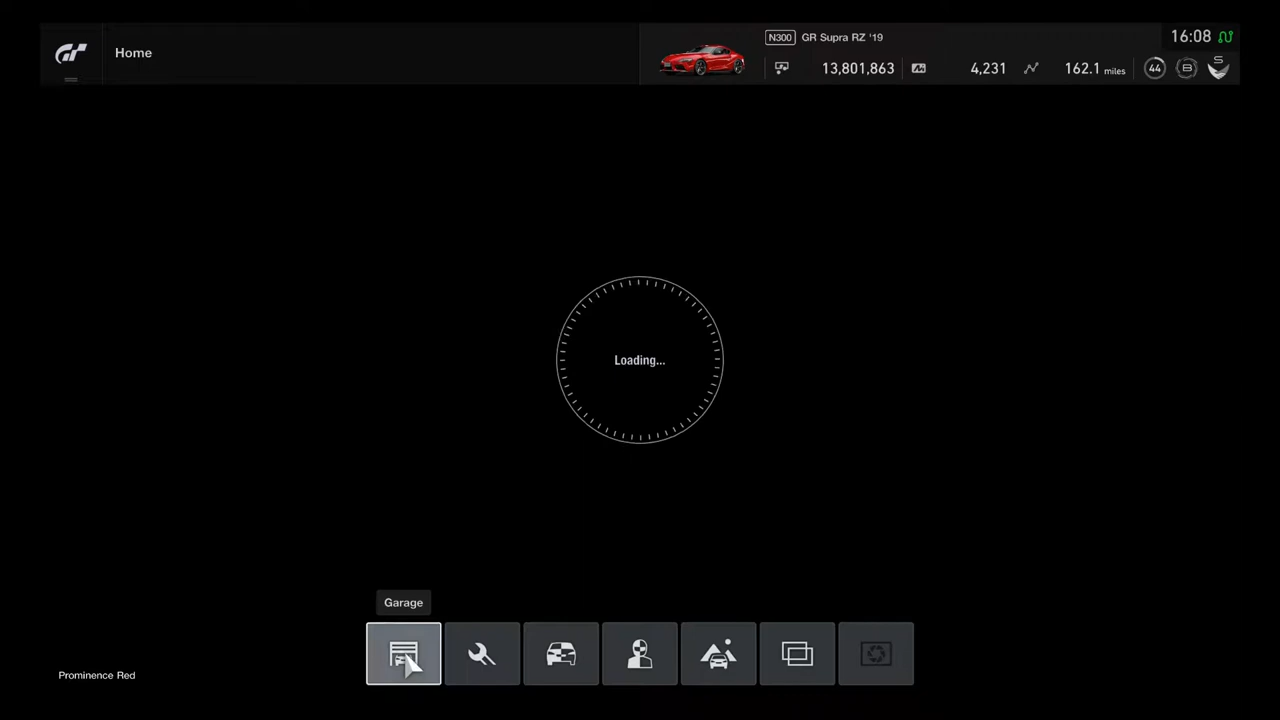 Home
N300 GR Supra RZ '19
16:08
13,801,863
4,231
162.1 miles
44
B
S
Loading...
Garage
Prominence Red